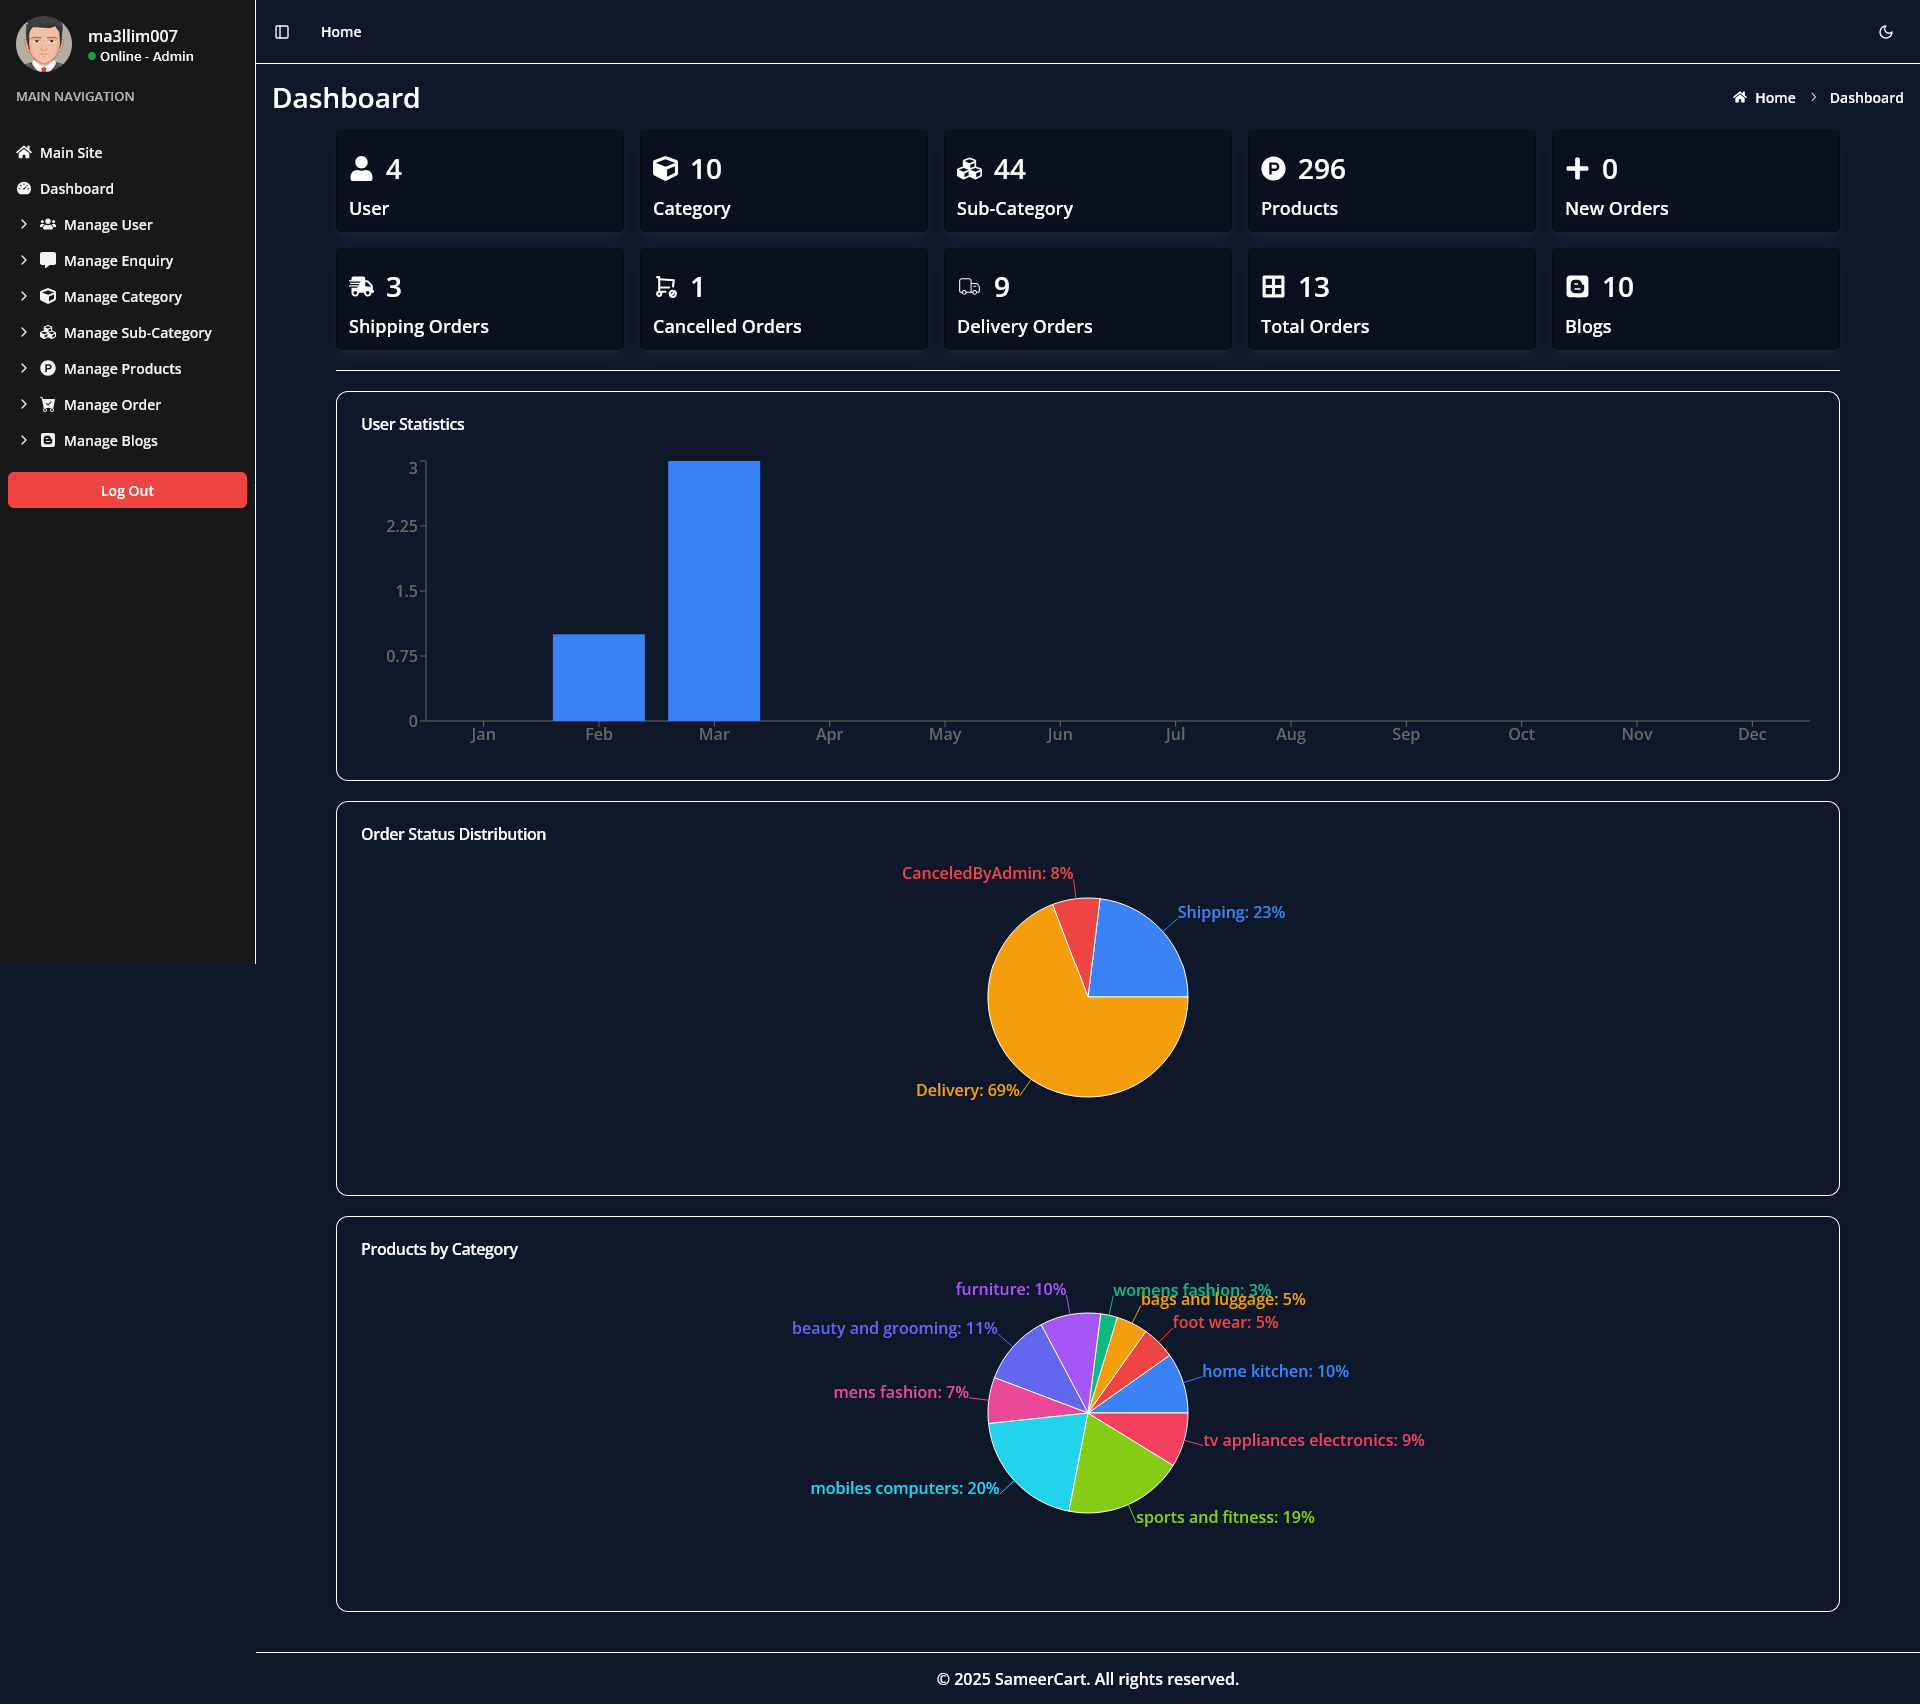 ma3llim007
Online - Admin
MAIN NAVIGATION
Main Site
Dashboard
Manage User
Manage Enquiry
Manage Category
Manage Sub-Category
Manage Products
Manage Order
Manage Blogs
Log Out
Home
Dashboard
Home
Dashboard
4
User
10
Category
44
Sub-Category
296
Products
0
New Orders
3
Shipping Orders
1
Cancelled Orders
9
Delivery Orders
13
Total Orders
10
Blogs
User Statistics
3
2.25
1.5
0.75
0
Jan Feb Mar Apr May Jun Jul Aug Sep Oct Nov Dec
Order Status Distribution
CanceledByAdmin: 8%
Shipping: 23%
Delivery: 69%
Products by Category
furniture: 10%
womens fashion: 3%
bags and luggage: 5%
foot wear: 5%
beauty and grooming: 11%
home kitchen: 10%
mens fashion: 7%
tv appliances electronics: 9%
mobiles computers: 20%
sports and fitness: 19%
© 2025 SameerCart. All rights reserved.